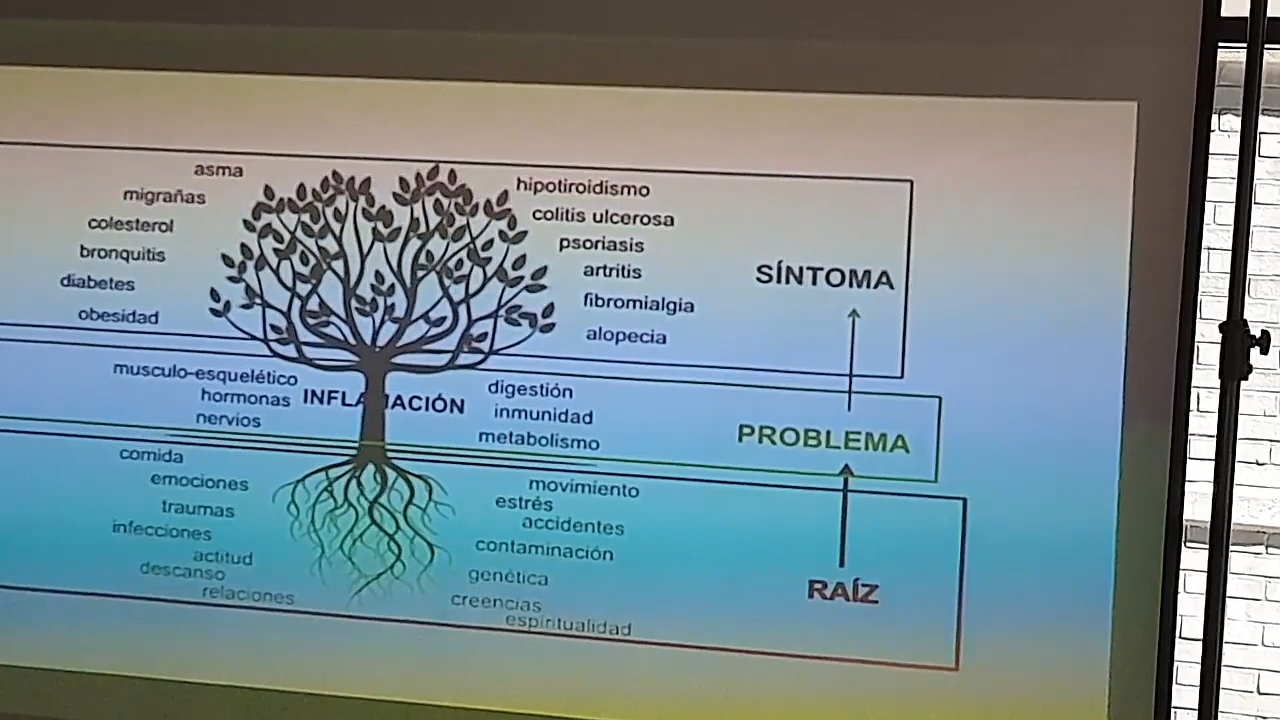 asma
migrañas
colesterol
bronquitis
diabetes
obesidad
hipotiroidismo
colitis ulcerosa
psoriasis
artritis
fibromialgia
alopecia
SÍNTOMA
musculo-esquelético
hormonas
nervios
INFLAMACIÓN
digestión
inmunidad
metabolismo
PROBLEMA
comida
emociones
traumas
infecciones
actitud
descanso
relaciones
movimiento
estrés
accidentes
contaminación
genética
creencias
espiritualidad
RAÍZ